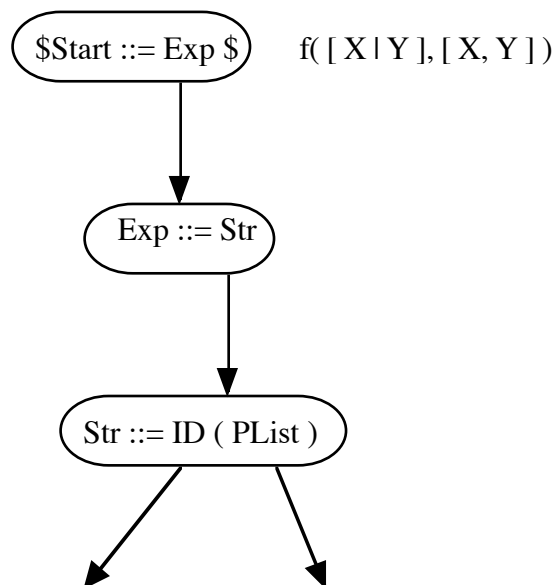 $Start ::= Exp $ f( [ X | Y ], [ X, Y ] )
Exp ::= Str
Str ::= ID ( PList )